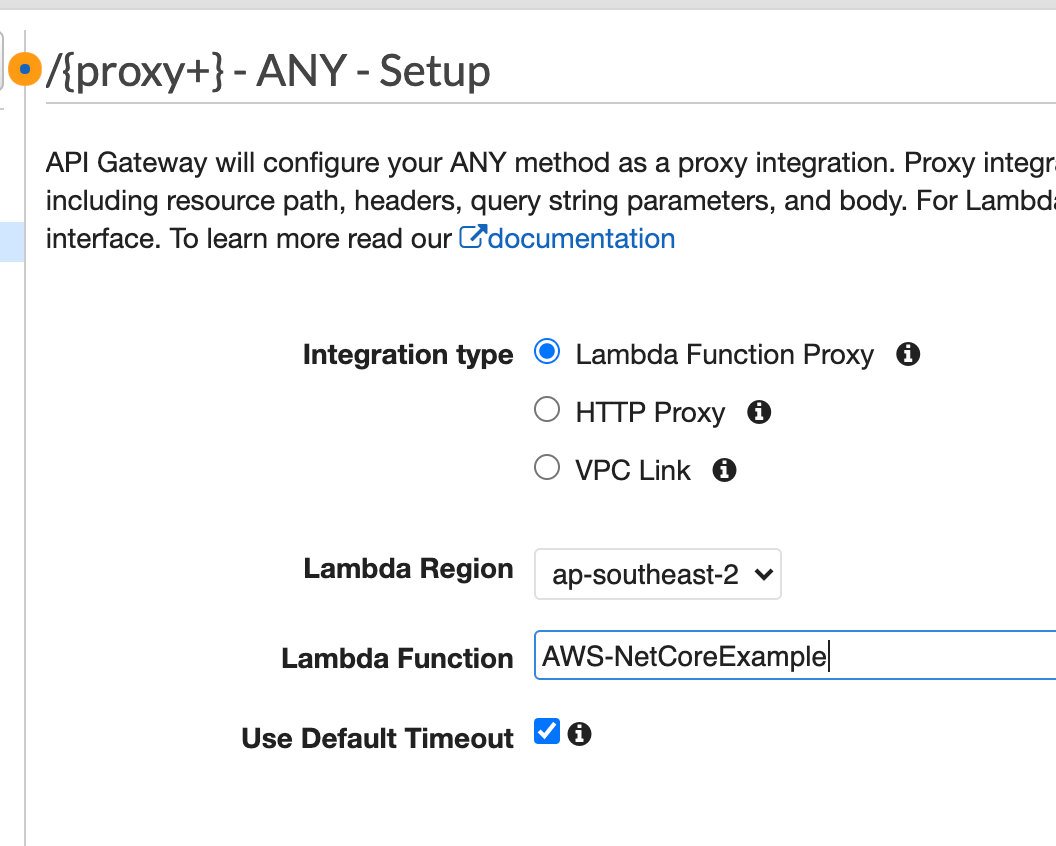 /{proxy+} - ANY - Setup
API Gateway will configure your ANY method as a proxy integration. Proxy
including resource path, headers, query string parameters, and body. For
interface. To learn more read our documentation
Integration type Lambda Function Proxy
HTTP Proxy
VPC Link
Lambda Region ap-southeast-2
Lambda Function AWS-NetCoreExample
Use Default Timeout